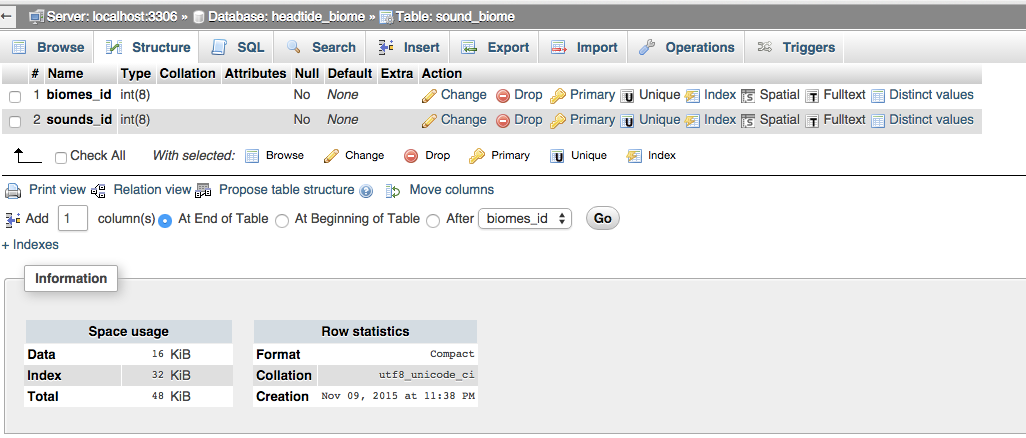 Server: localhost:3306 » Database: headtide_biome » Table: sound_biome
Browse Structure SQL Search Insert Export Import Operations Triggers
# Name Type Collation Attributes Null Default Extra Action
1 biomes_id int(8) No None Change Drop Primary Unique Index Spatial Fulltext Distinct values
2 sounds_id int(8) No None Change Drop Primary Unique Index Spatial Fulltext Distinct values
Check All With selected: Browse Change Drop Primary Unique Index
Print view Relation view Propose table structure Move columns
Add 1 column(s) At End of Table At Beginning of Table After biomes_id Go
+ Indexes
Information
Space usage
Data 16 KiB
Index 32 KiB
Total 48 KiB
Row statistics
Format Compact
Collation utf8_unicode_ci
Creation Nov 09, 2015 at 11:38 PM